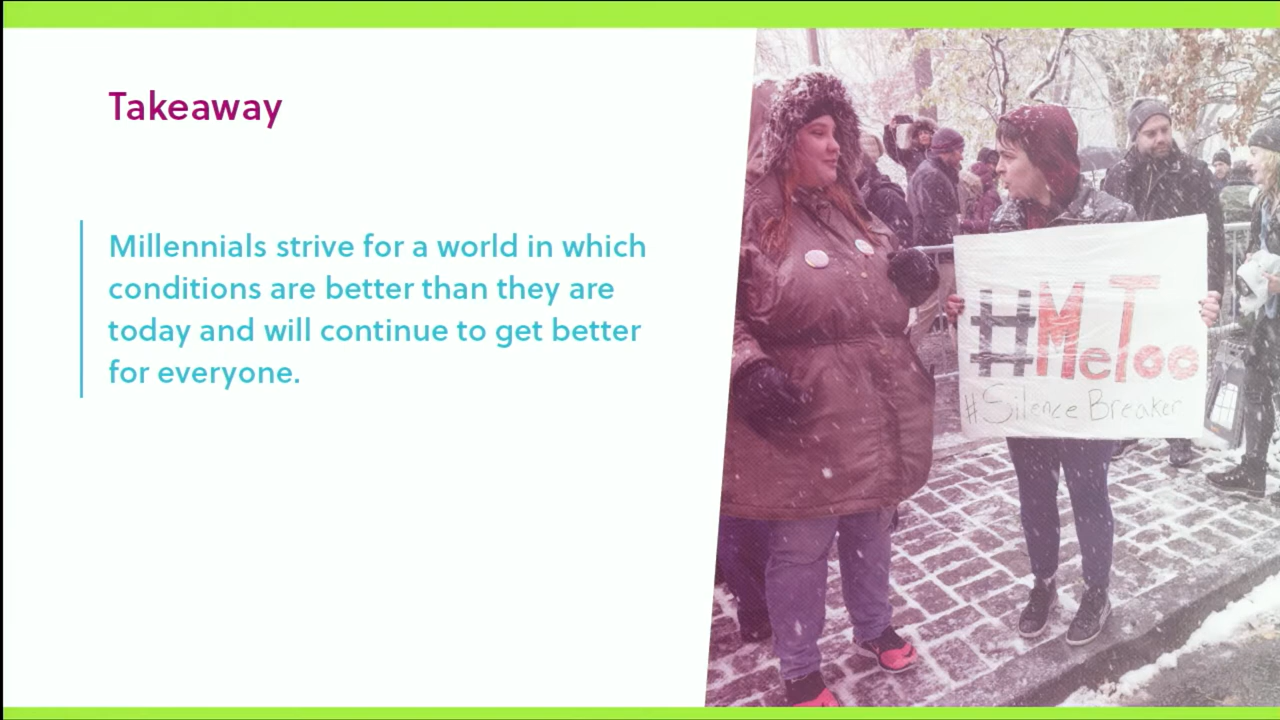 Takeaway
Millennials strive for a world in which
conditions are better than they are
today and will continue to get better
for everyone.
#MeToo
#Silence Breaker